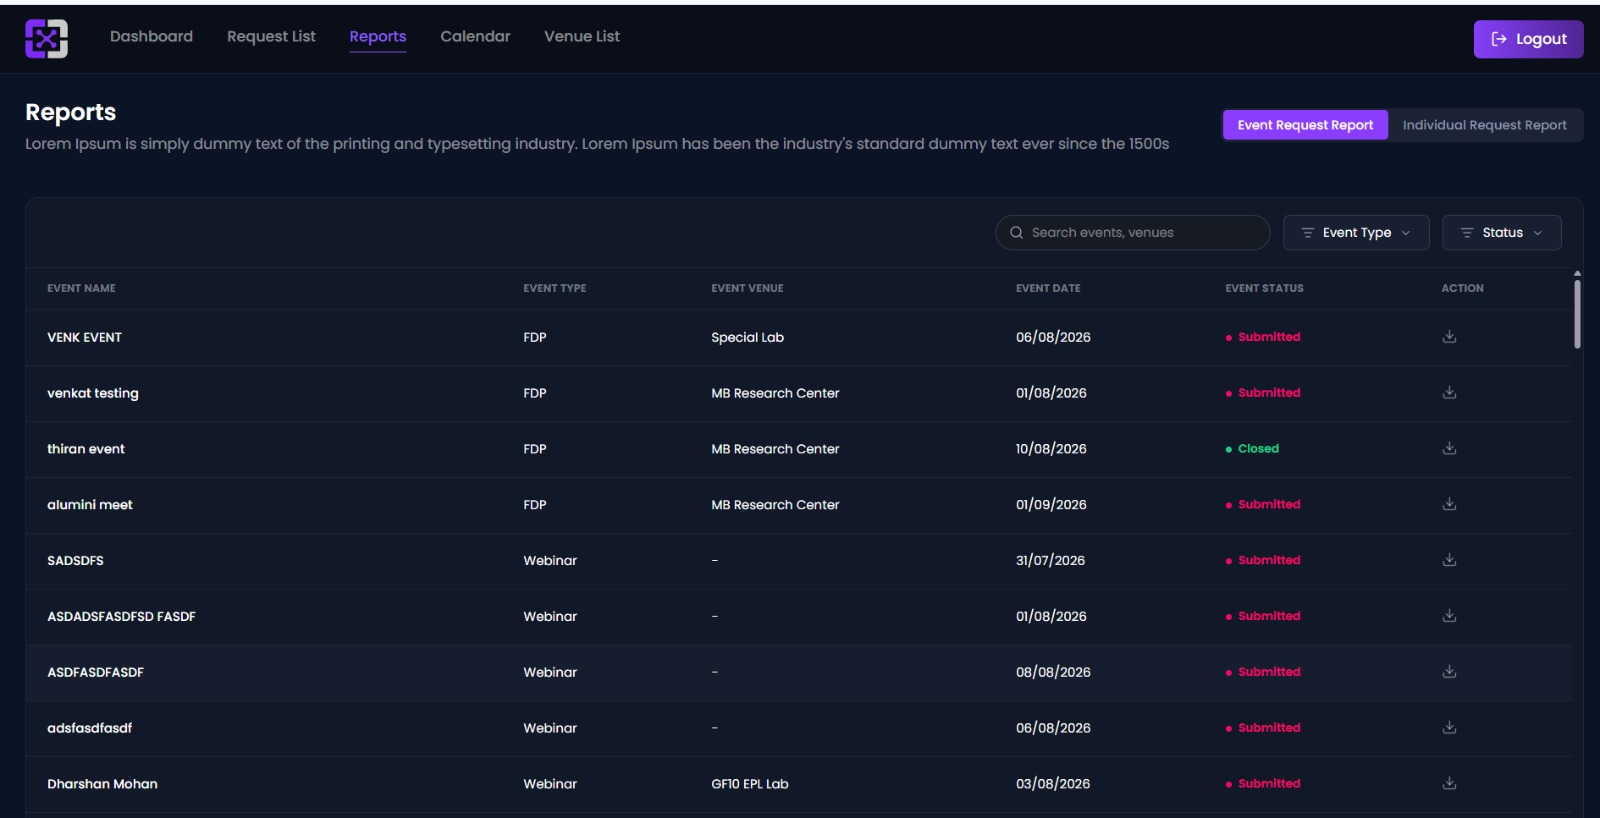 Dashboard Request List Reports Calendar Venue List Logout
Reports
Lorem Ipsum is simply dummy text of the printing and typesetting industry. Lorem Ipsum has been the industry's standard dummy text ever since the 1500s
Event Request Report Individual Request Report
Search events, venues Event Type Status
EVENT NAME EVENT TYPE EVENT VENUE EVENT DATE EVENT STATUS ACTION
VENK EVENT FDP Special Lab 06/08/2026 Submitted
venkat testing FDP MB Research Center 01/08/2026 Submitted
thiran event FDP MB Research Center 10/08/2026 Closed
alumini meet FDP MB Research Center 01/09/2026 Submitted
SADSDFS Webinar - 31/07/2026 Submitted
ASDADSFASDFSD FASDF Webinar - 01/08/2026 Submitted
ASDFASDFASDF Webinar - 08/08/2026 Submitted
adsfasdfasdf Webinar - 06/08/2026 Submitted
Dharshan Mohan Webinar GF10 EPL Lab 03/08/2026 Submitted